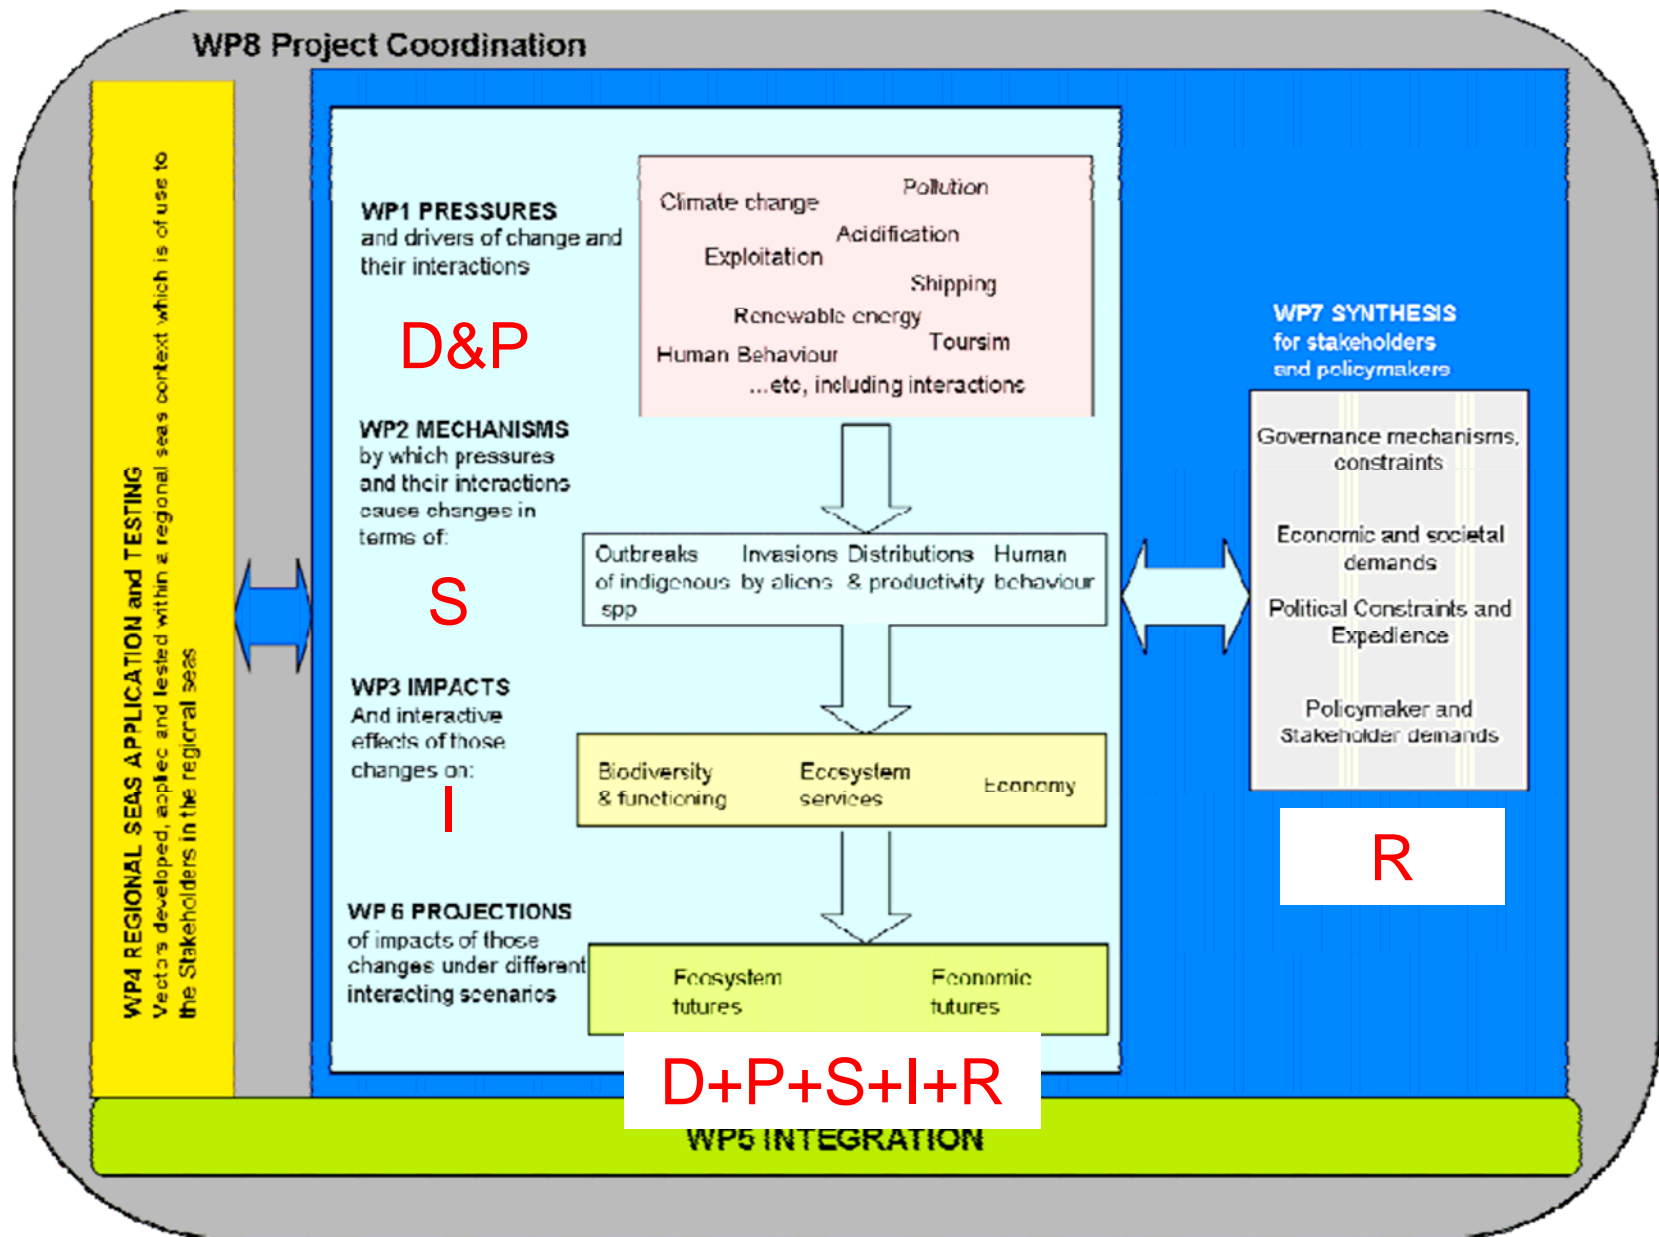 WP8 Project Coordination
WP4 REGIONAL SEAS APPLICATION and TESTING
Vectors developed, applied and tested within a regional seas context which is of use to
the Stakeholders in the regional seas
WP1 PRESSURES
and drivers of change and
their interactions
D&P
Climate change
Pollution
Acidification
Exploitation
Shipping
Renewable energy
Toursim
Human Behaviour
...etc, including interactions
WP2 MECHANISMS
by which pressures
and their interactions
cause changes in
terms of:
S
Outbreaks
of indigenous
spp
Invasions
by aliens
Distributions
& productivity
Human
behaviour
WP3 IMPACTS
And interactive
effects of those
changes on:
I
Biodiversity
& functioning
Ecosystem
services
Economy
WP 6 PROJECTIONS
of impacts of those
changes under different
interacting scenarios
Ecosystem
futures
Economic
futures
D+P+S+I+R
WP7 SYNTHESIS
for stakeholders
and policymakers
Governance mechanisms,
constraints
Economic and societal
demands
Political Constraints and
Expedience
Policymaker and
Stakeholder demands
R
WP5 INTEGRATION